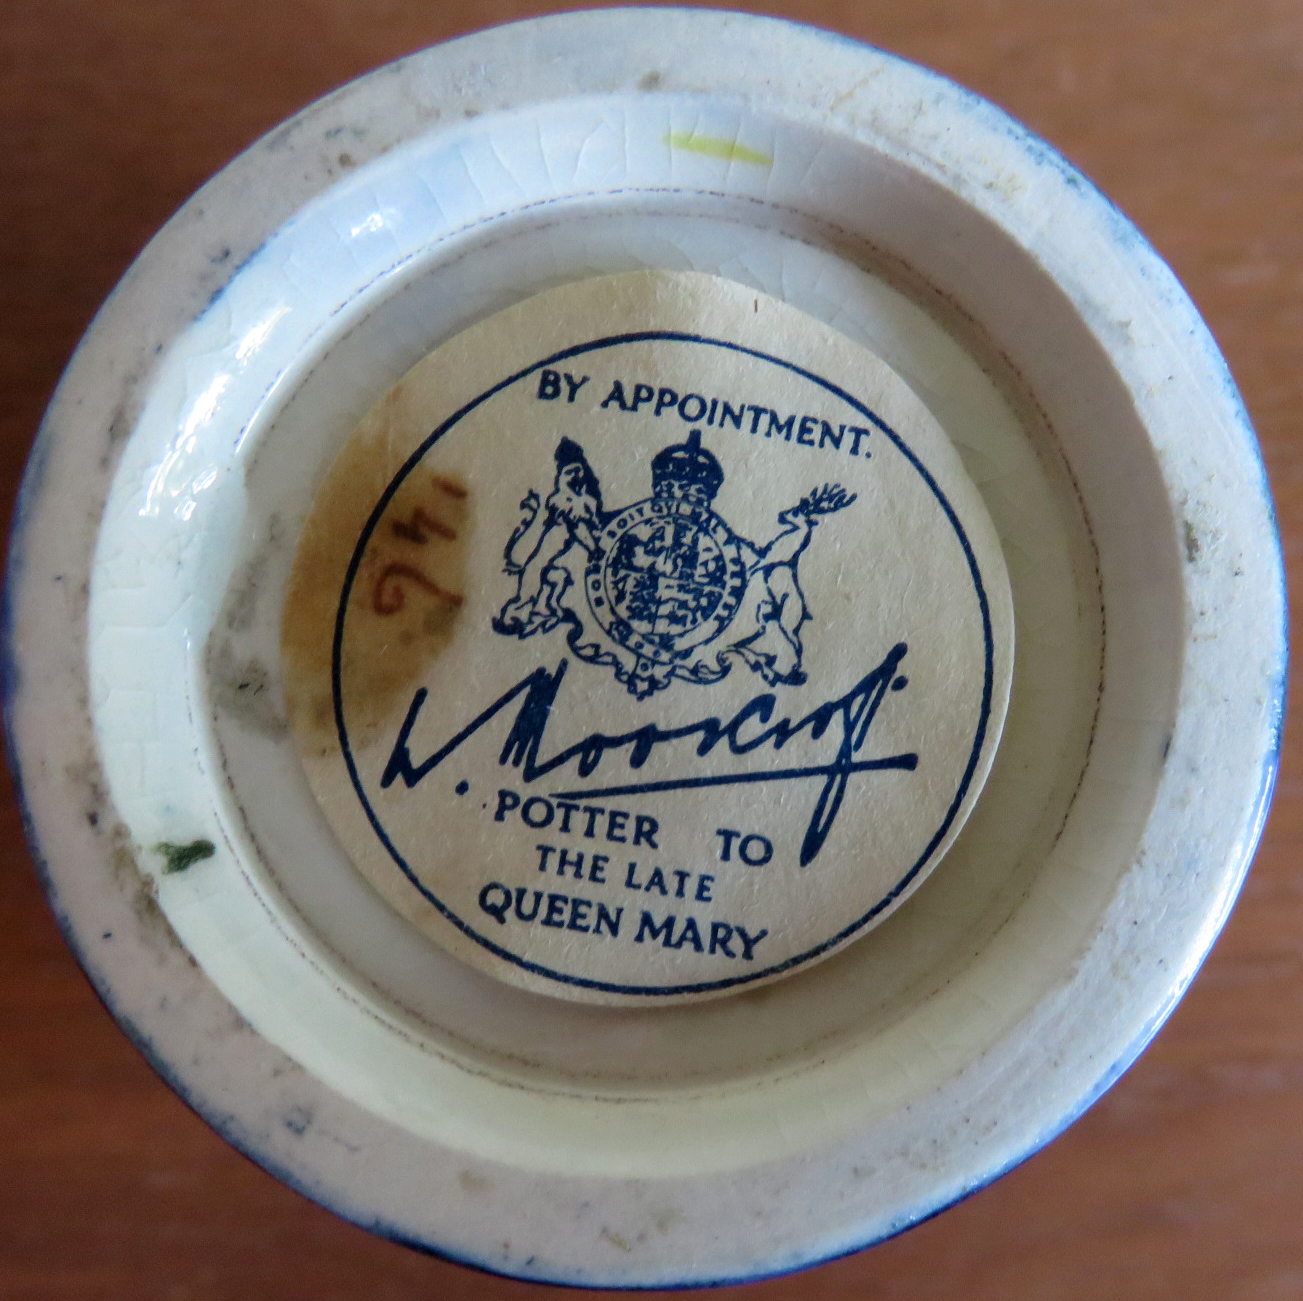 BY APPOINTMENT.
W. Moorcroft.
POTTER TO
THE LATE
QUEEN MARY